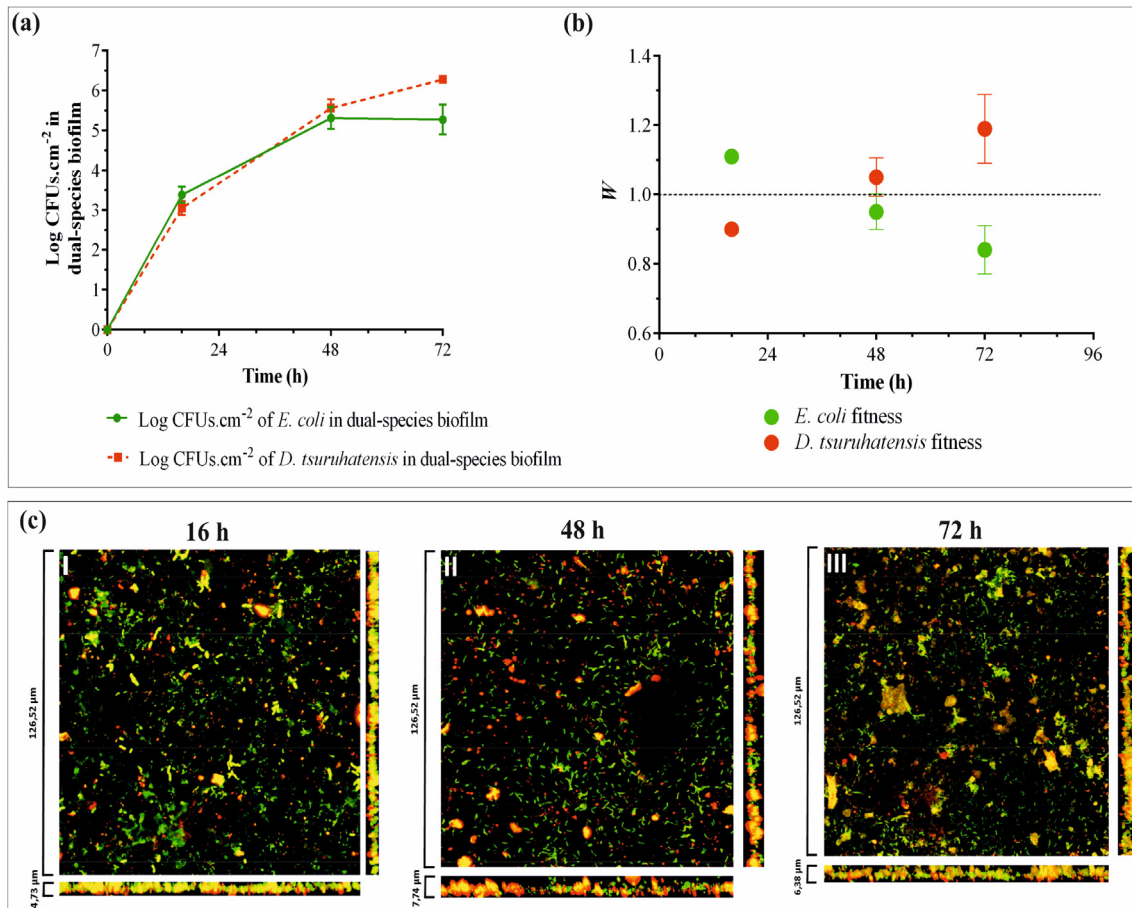 (a)
7
6
5
4
3
2
1
0
Log CFUs.cm⁻² in
dual-species biofilm
0 24 48 72
Time (h)
Log CFUs.cm⁻² of E. coli in dual-species biofilm
Log CFUs.cm⁻² of D. tsuruhatensis in dual-species biofilm
(b)
1.4
1.2
1.0
0.8
0.6
W
0 24 48 72 96
Time (h)
E. coli fitness
D. tsuruhatensis fitness
(c)
16 h
I
126,52 µm
4,73 µm
48 h
II
126,52 µm
7,74 µm
72 h
III
126,52 µm
6,38 µm